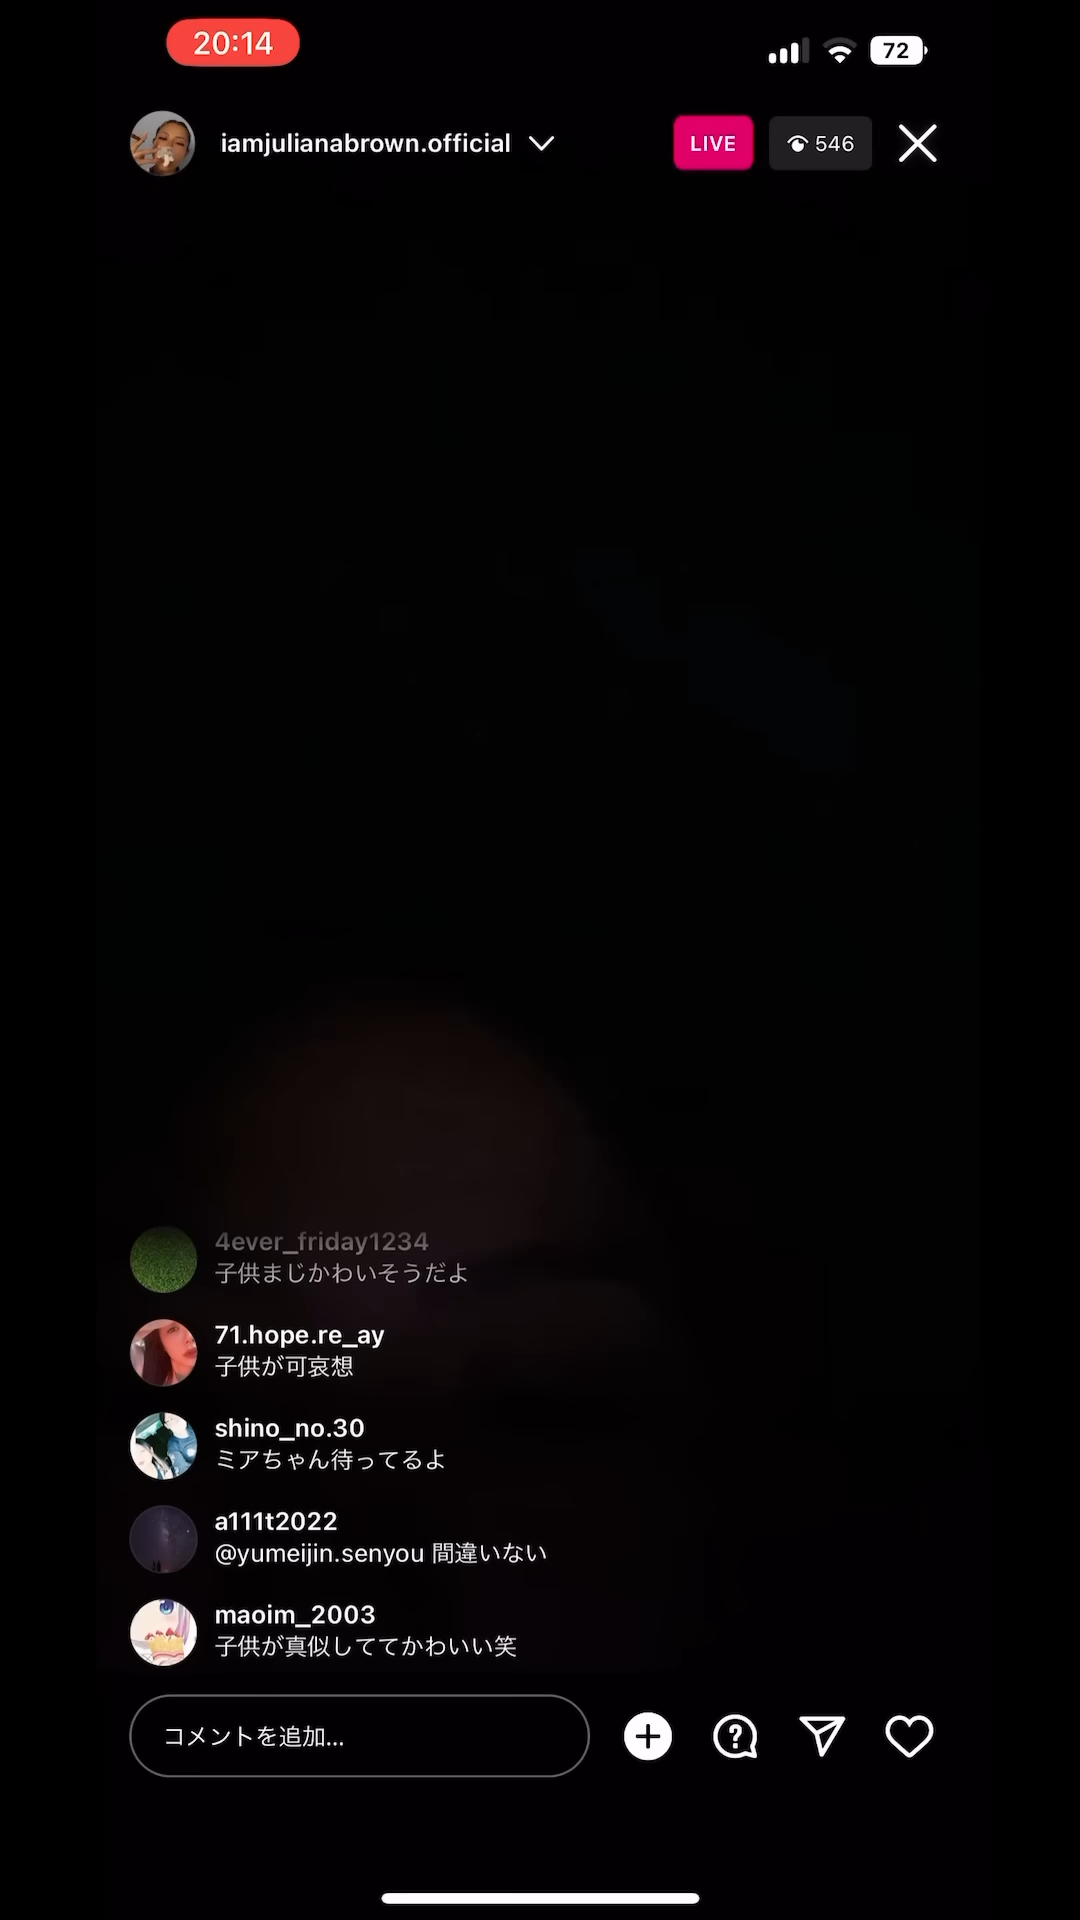 20:14
72
iamjulianabrown.official
LIVE
546
4ever_friday1234
子供まじかわいそうだよ
71.hope.re_ay
子供が可哀想
shino_no.30
ミアちゃん待ってるよ
a111t2022
@yumeijin.senyou 間違いない
maoim_2003
子供が真似しててかわいい笑
コメントを追加...